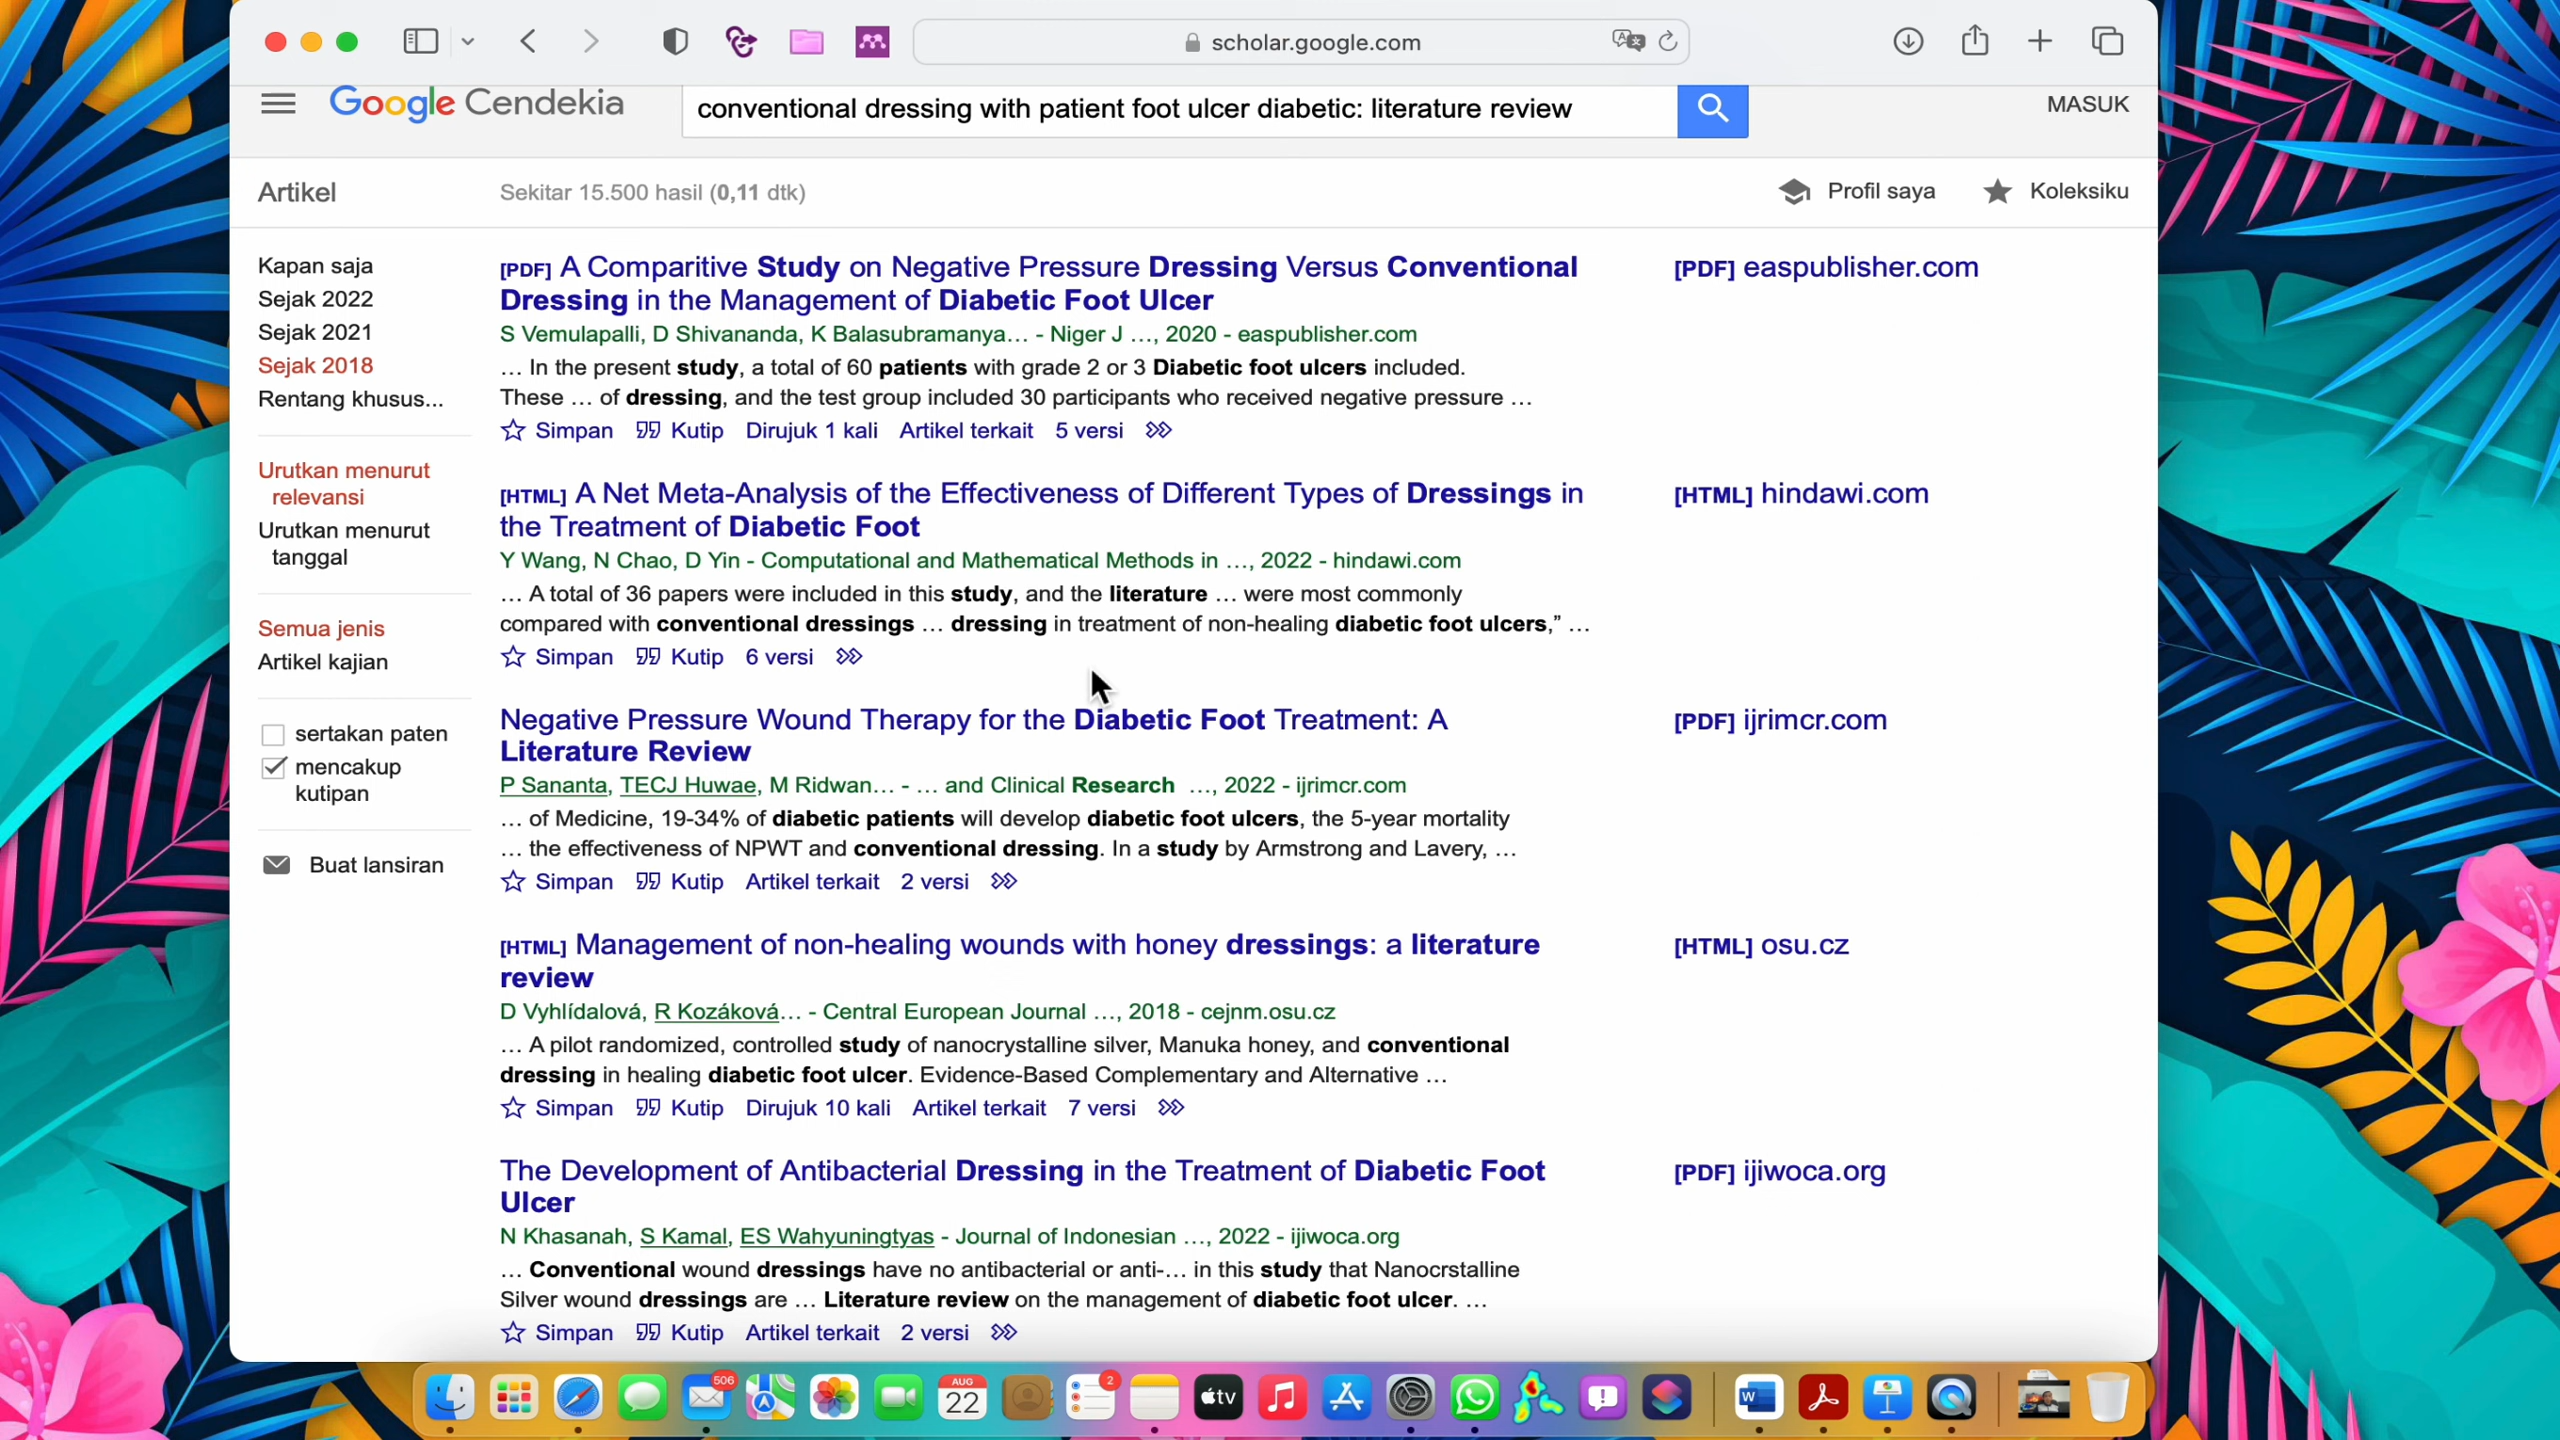 scholar.google.com
Google Cendekia
conventional dressing with patient foot ulcer diabetic: literature review
MASUK
Artikel
Sekitar 15.500 hasil (0,11 dtk)
Profil saya
Koleksiku
Kapan saja
Sejak 2022
Sejak 2021
Sejak 2018
Rentang khusus...
Urutkan menurut
relevansi
Urutkan menurut
tanggal
Semua jenis
Artikel kajian
sertakan paten
mencakup
kutipan
Buat lansiran
[PDF] A Comparitive Study on Negative Pressure Dressing Versus Conventional
Dressing in the Management of Diabetic Foot Ulcer
S Vemulapalli, D Shivananda, K Balasubramanya… - Niger J …, 2020 - easpublisher.com
… In the present study, a total of 60 patients with grade 2 or 3 Diabetic foot ulcers included.
These … of dressing, and the test group included 30 participants who received negative pressure …
Simpan Kutip Dirujuk 1 kali Artikel terkait 5 versi
[PDF] easpublisher.com
[HTML] A Net Meta-Analysis of the Effectiveness of Different Types of Dressings in
the Treatment of Diabetic Foot
Y Wang, N Chao, D Yin - Computational and Mathematical Methods in …, 2022 - hindawi.com
… A total of 36 papers were included in this study, and the literature … were most commonly
compared with conventional dressings … dressing in treatment of non-healing diabetic foot ulcers,” …
Simpan Kutip 6 versi
[HTML] hindawi.com
Negative Pressure Wound Therapy for the Diabetic Foot Treatment: A
Literature Review
P Sananta, TECJ Huwae, M Ridwan… - … and Clinical Research …, 2022 - ijrimcr.com
… of Medicine, 19-34% of diabetic patients will develop diabetic foot ulcers, the 5-year mortality
… the effectiveness of NPWT and conventional dressing. In a study by Armstrong and Lavery, …
Simpan Kutip Artikel terkait 2 versi
[PDF] ijrimcr.com
[HTML] Management of non-healing wounds with honey dressings: a literature
review
D Vyhlídalová, R Kozáková… - Central European Journal …, 2018 - cejnm.osu.cz
… A pilot randomized, controlled study of nanocrystalline silver, Manuka honey, and conventional
dressing in healing diabetic foot ulcer. Evidence-Based Complementary and Alternative …
Simpan Kutip Dirujuk 10 kali Artikel terkait 7 versi
[HTML] osu.cz
The Development of Antibacterial Dressing in the Treatment of Diabetic Foot
Ulcer
N Khasanah, S Kamal, ES Wahyuningtyas - Journal of Indonesian …, 2022 - ijiwoca.org
… Conventional wound dressings have no antibacterial or anti-… in this study that Nanocrstalline
Silver wound dressings are … Literature review on the management of diabetic foot ulcer. …
Simpan Kutip Artikel terkait 2 versi
[PDF] ijiwoca.org
506
AUG
22
2
tv
W